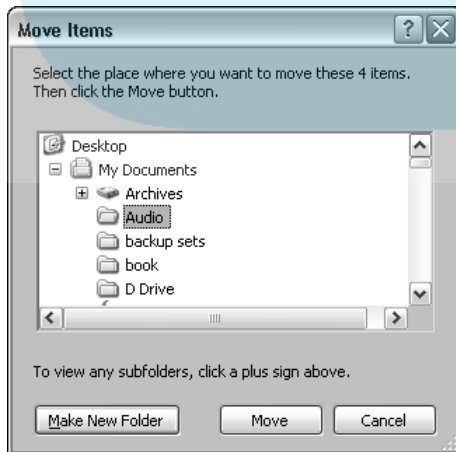 Move Items
Select the place where you want to move these 4 items.
Then click the Move button.
Desktop
My Documents
Archives
Audio
backup sets
book
D Drive
To view any subfolders, click a plus sign above.
Make New Folder
Move
Cancel